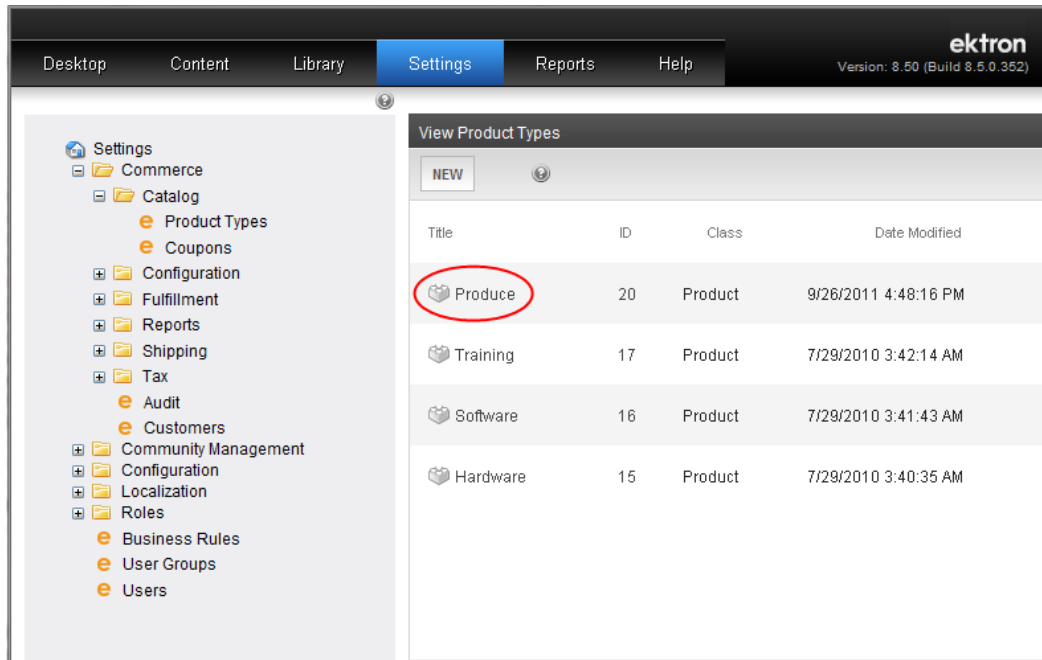 ektron
Desktop Content Library Settings Reports Help Version: 8.50 (Build 8.5.0.352)
Settings
Commerce
Catalog
Product Types
Coupons
Configuration
Fulfillment
Reports
Shipping
Tax
Audit
Customers
Community Management
Configuration
Localization
Roles
Business Rules
User Groups
Users
View Product Types
NEW
Title ID Class Date Modified
Produce 20 Product 9/26/2011 4:48:16 PM
Training 17 Product 7/29/2010 3:42:14 AM
Software 16 Product 7/29/2010 3:41:43 AM
Hardware 15 Product 7/29/2010 3:40:35 AM